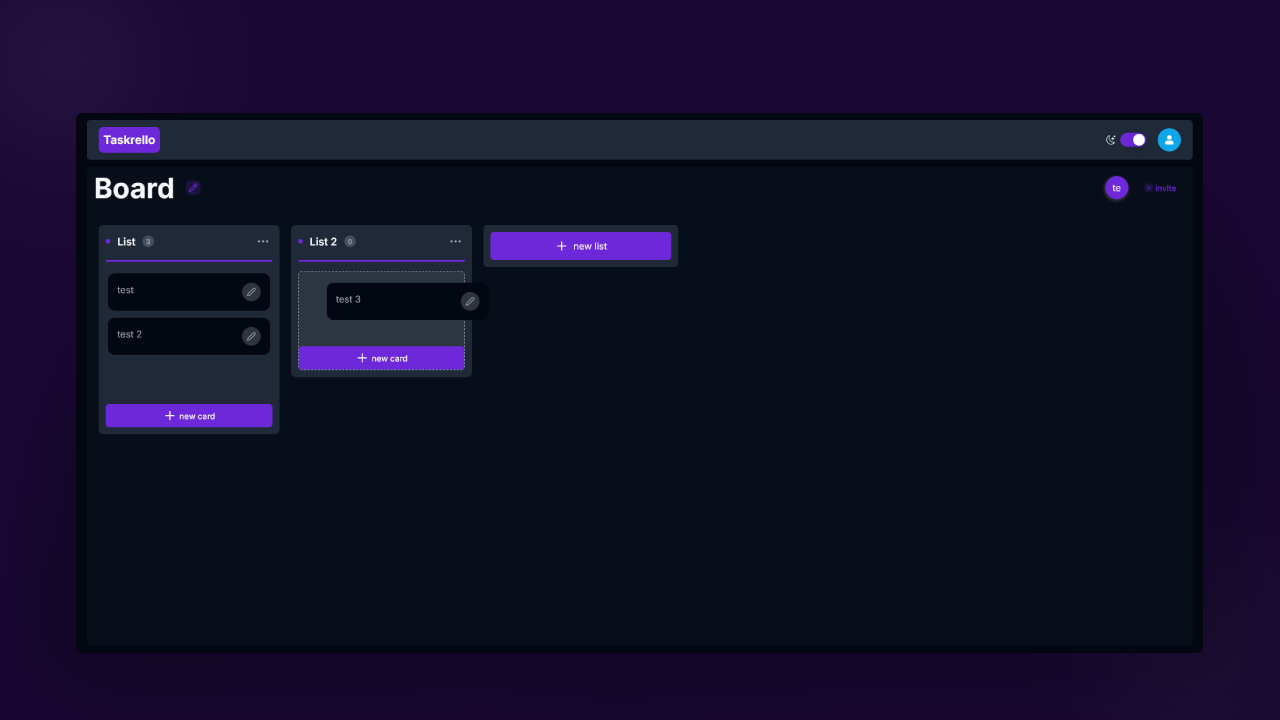 Taskrello
Board
te
invite
List 3
test
test 2
new card
List 2 0
test 3
new card
new list